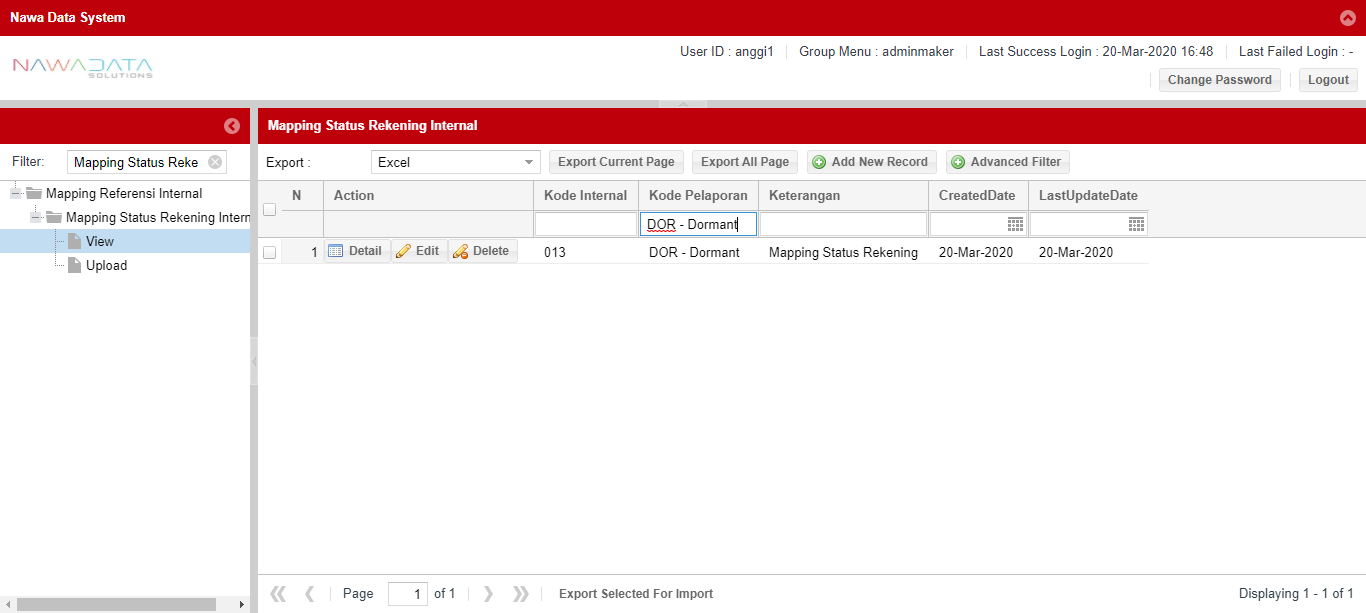 Nawa Data System
User ID : anggi1 Group Menu : adminmaker Last Success Login : 20-Mar-2020 16:48 Last Failed Login : -
NAWADATA
SOLUTIONS
Change Password Logout
Mapping Status Rekening Internal
Filter: Mapping Status Reke
Export : Excel Export Current Page Export All Page Add New Record Advanced Filter
Mapping Referensi Internal
Mapping Status Rekening Intern
View
Upload
N Action Kode Internal Kode Pelaporan Keterangan CreatedDate LastUpdateDate
DOR - Dormant
1 Detail Edit Delete 013 DOR - Dormant Mapping Status Rekening 20-Mar-2020 20-Mar-2020
Page 1 of 1 Export Selected For Import Displaying 1 - 1 of 1